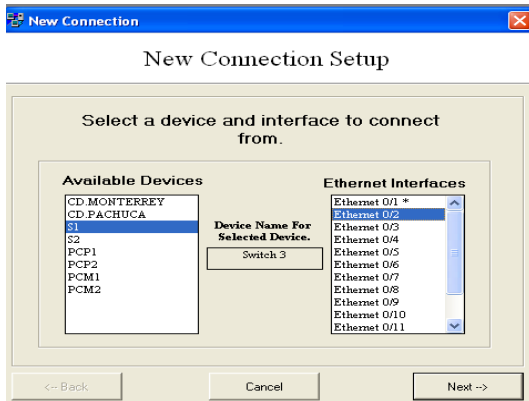 New Connection
New Connection Setup
Select a device and interface to connect
from.
Available Devices
CD.MONTERREY
CD.PACHUCA
S1
S2
PCP1
PCP2
PCM1
PCM2
Device Name For
Selected Device.
Switch 3
Ethernet Interfaces
Ethernet 0/1 *
Ethernet 0/2
Ethernet 0/3
Ethernet 0/4
Ethernet 0/5
Ethernet 0/6
Ethernet 0/7
Ethernet 0/8
Ethernet 0/9
Ethernet 0/10
Ethernet 0/11
<-- Back
Cancel
Next -->